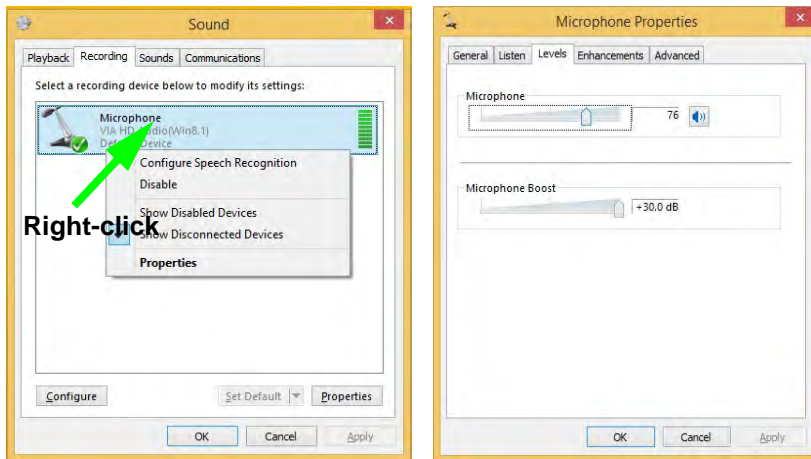 Sound
Playback Recording Sounds Communications
Select a recording device below to modify its settings:
Microphone
VIA HD Audio(Win8.1)
Default Device
Configure Speech Recognition
Disable
Show Disabled Devices
Right-click
Show Disconnected Devices
Properties
Configure Set Default Properties
OK Cancel Apply
Microphone Properties
General Listen Levels Enhancements Advanced
Microphone
76
Microphone Boost
+30.0 dB
OK Cancel Apply